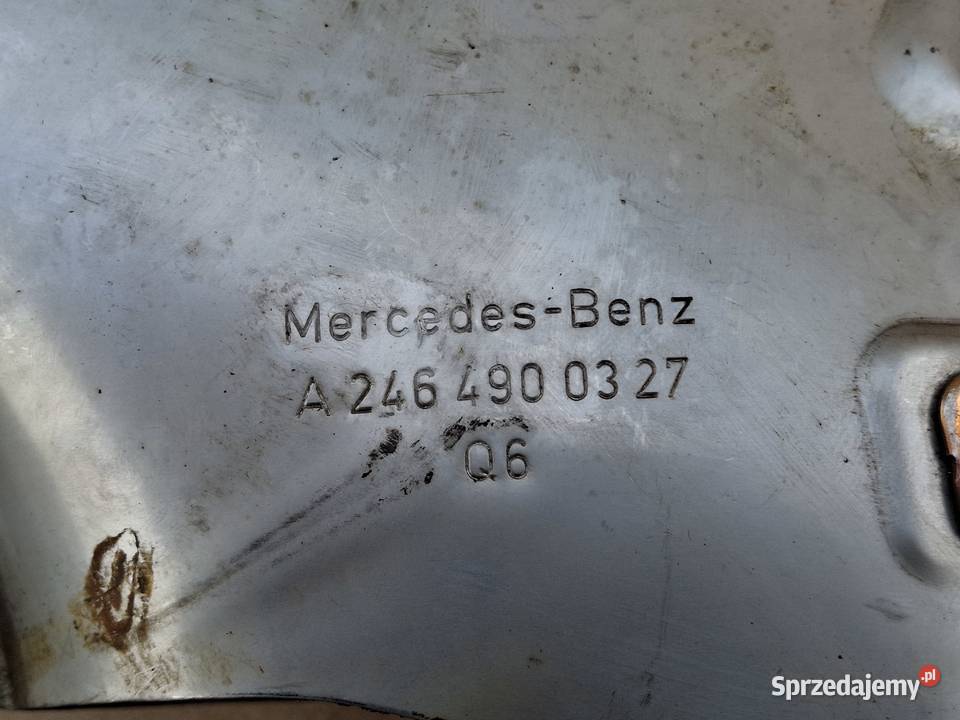 Mercedes-Benz
A 246 490 03 27
Q6
Sprzedajemy.pl